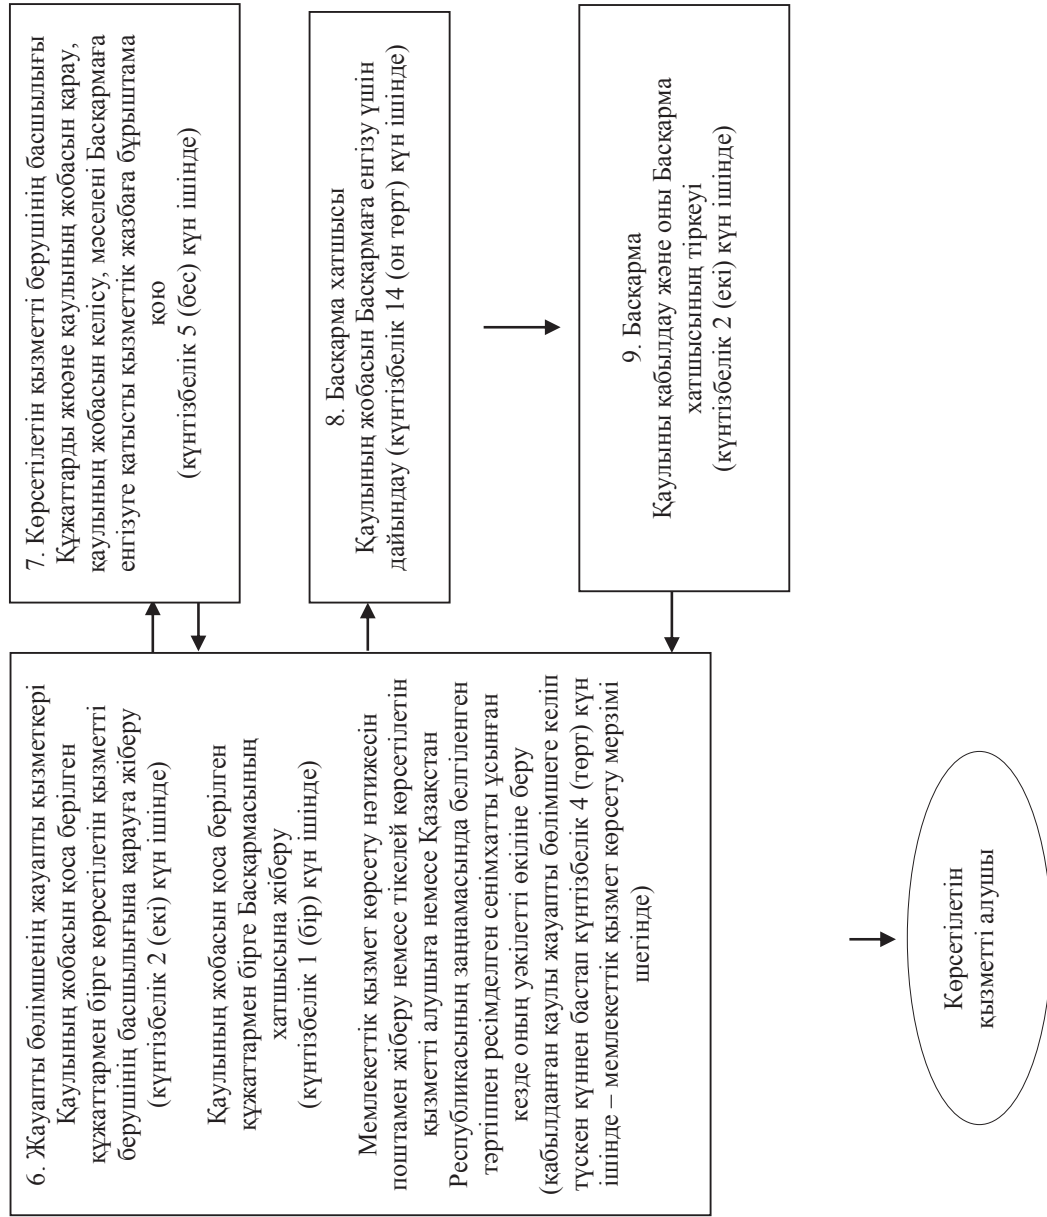 6. Жауапты бөлімшенің жауапты қызметкері
Қаулының жобасын қоса берілген
құжаттармен бірге көрсетілетін қызметті
берушінің басшылығына қарауға жіберу
(күнтізбелік 2 (екі) күн ішінде)
Қаулының жобасын қоса берілген
құжаттармен бірге Басқармасының
хатшысына жіберу
(күнтізбелік 1 (бір) күн ішінде)
Мемлекеттік қызмет көрсету нәтижесін
поштамен жіберу немесе тікелей көрсетілетін
қызметті алушыға немесе Қазақстан
Республикасының заңнамасында белгіленген
тәртіппен ресімделген сенімхатты ұсынған
кезде оның уәкілетті өкіліне беру
(қабылданған қаулы жауапты бөлімшеге келіп
түскен күннен бастап күнтізбелік 4 (төрт) күн
ішінде – мемлекеттік қызмет көрсету мерзімі
шегінде)
7. Көрсетілетін қызметті берушінің басшылығы
Құжаттарды жюәне қаулының жобасын қарау,
қаулының жобасын келісу, мәселені Басқармаға
енгізуге қатысты қызметтік жазбаға бұрыштама
қою
(күнтізбелік 5 (бес) күн ішінде)
8. Басқарма хатшысы
Қаулының жобасын Басқармаға енгізу үшін
дайындау (күнтізбелік 14 (он төрт) күн ішінде)
9. Басқарма
Қаулыны қабылдау және оны Басқарма
хатшысының тіркеуі
(күнтізбелік 2 (екі) күн ішінде)
Көрсетілетін
қызметті алушы